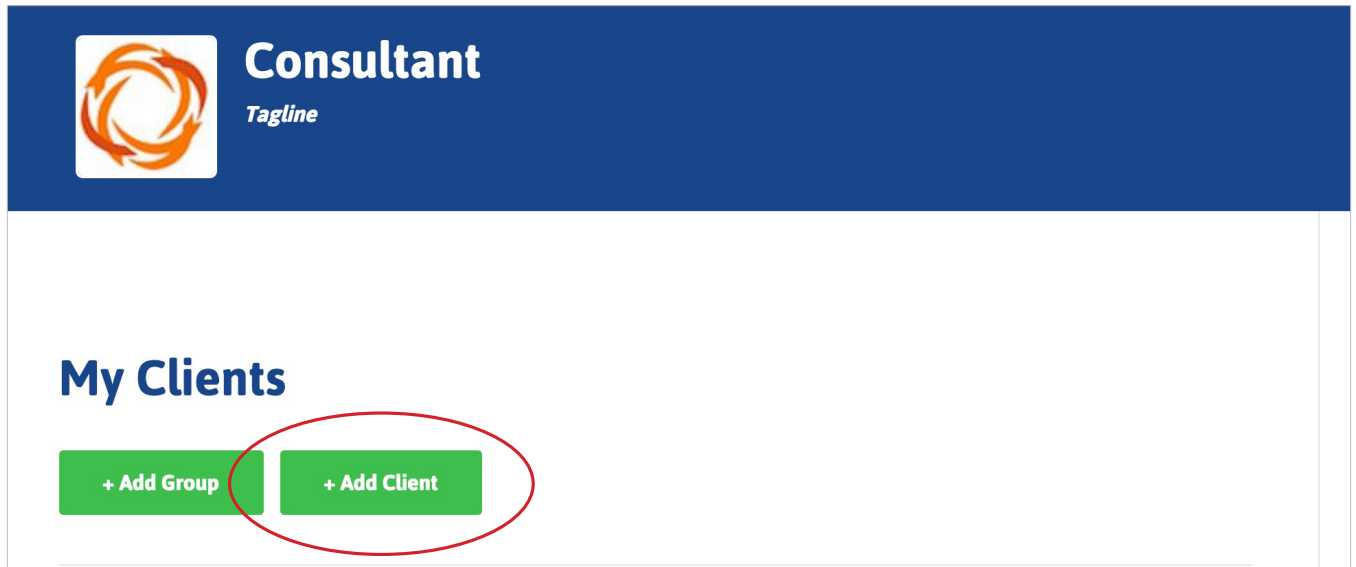 Consultant
Tagline
My Clients
+ Add Group
+ Add Client